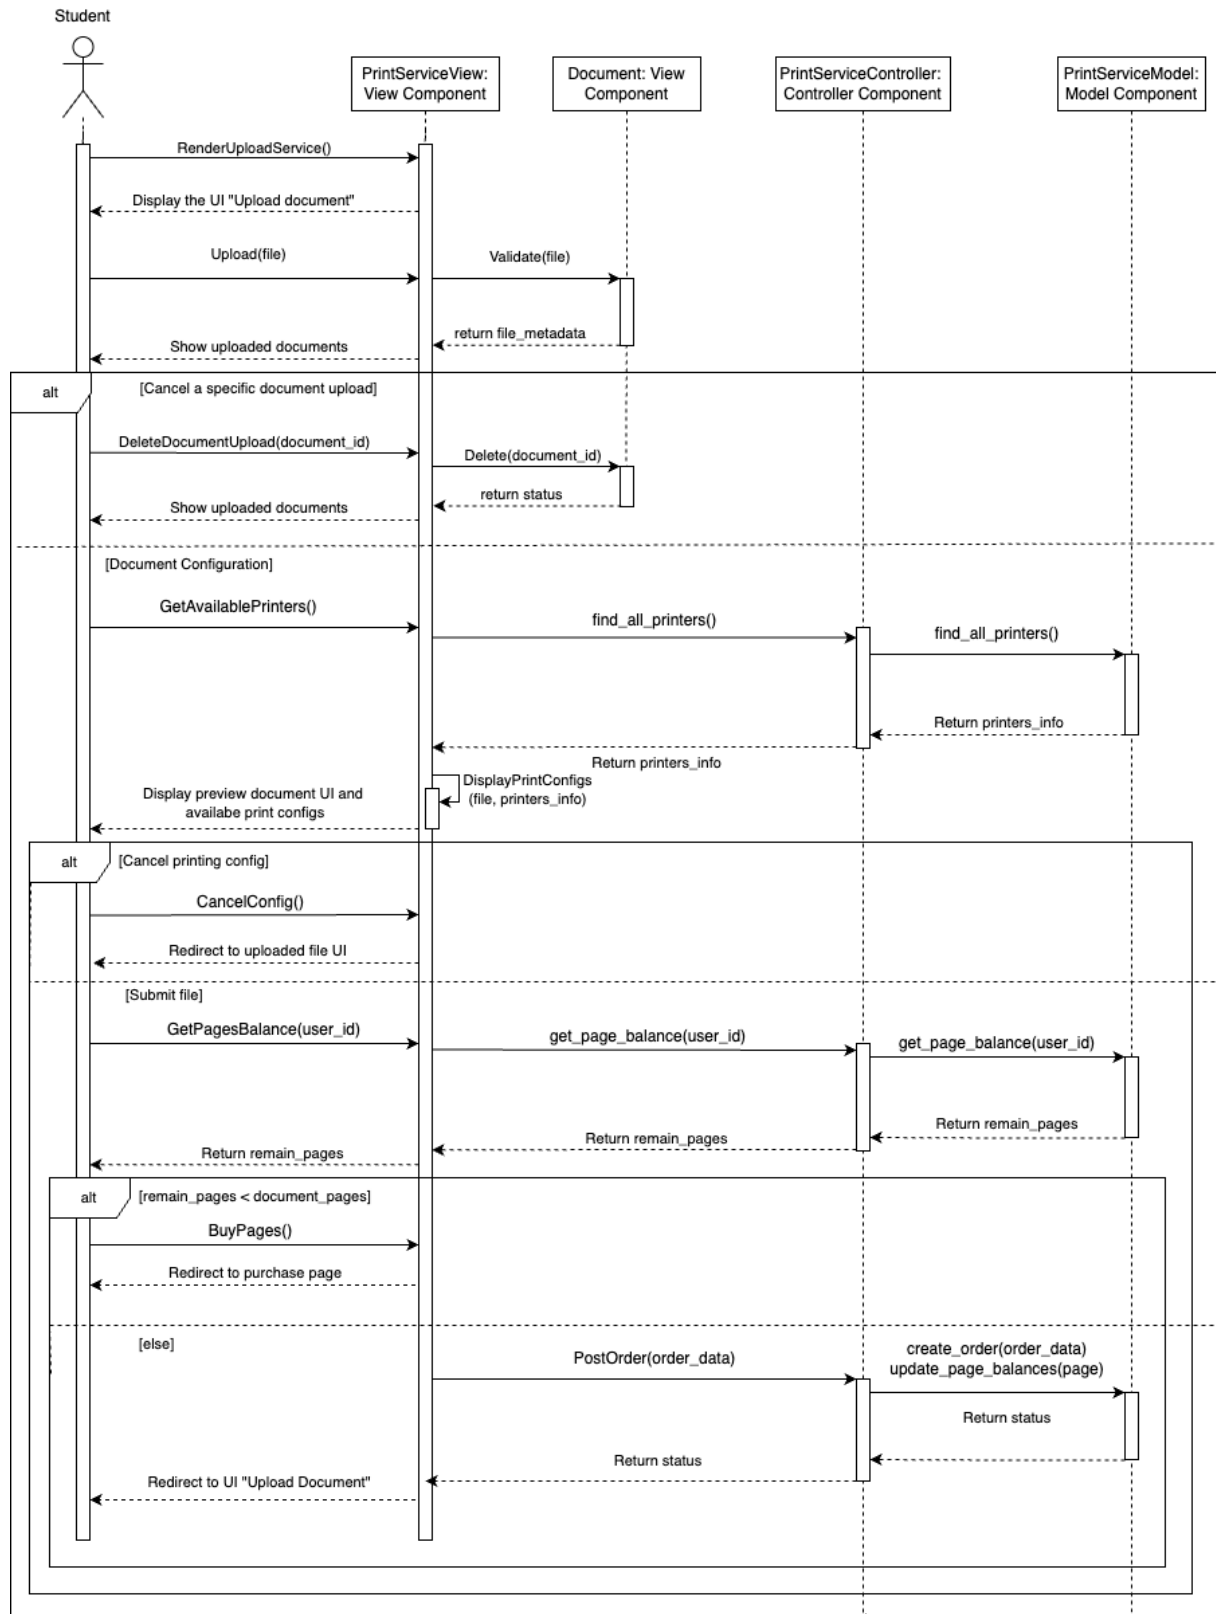 Student
PrintServiceView:
View Component
Document: View
Component
PrintServiceController:
Controller Component
PrintServiceModel:
Model Component
RenderUploadService()
Display the UI "Upload document"
Upload(file)
Validate(file)
return file_metadata
Show uploaded documents
alt
[Cancel a specific document upload]
DeleteDocumentUpload(document_id)
Delete(document_id)
return status
Show uploaded documents
[Document Configuration]
GetAvailablePrinters()
find_all_printers()
find_all_printers()
Return printers_info
Return printers_info
DisplayPrintConfigs
(file, printers_info)
Display preview document UI and
availabe print configs
alt
[Cancel printing config]
CancelConfig()
Redirect to uploaded file UI
[Submit file]
GetPagesBalance(user_id)
get_page_balance(user_id)
get_page_balance(user_id)
Return remain_pages
Return remain_pages
Return remain_pages
alt
[remain_pages < document_pages]
BuyPages()
Redirect to purchase page
[else]
PostOrder(order_data)
create_order(order_data)
update_page_balances(page)
Return status
Return status
Redirect to UI "Upload Document"